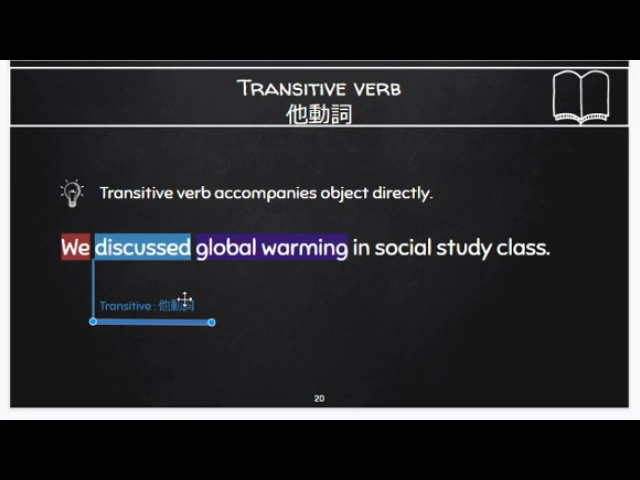 TRANSITIVE VERB
他動詞
Transitive verb accompanies object directly.
We discussed global warming in social study class.
Transitive : 他動詞
20